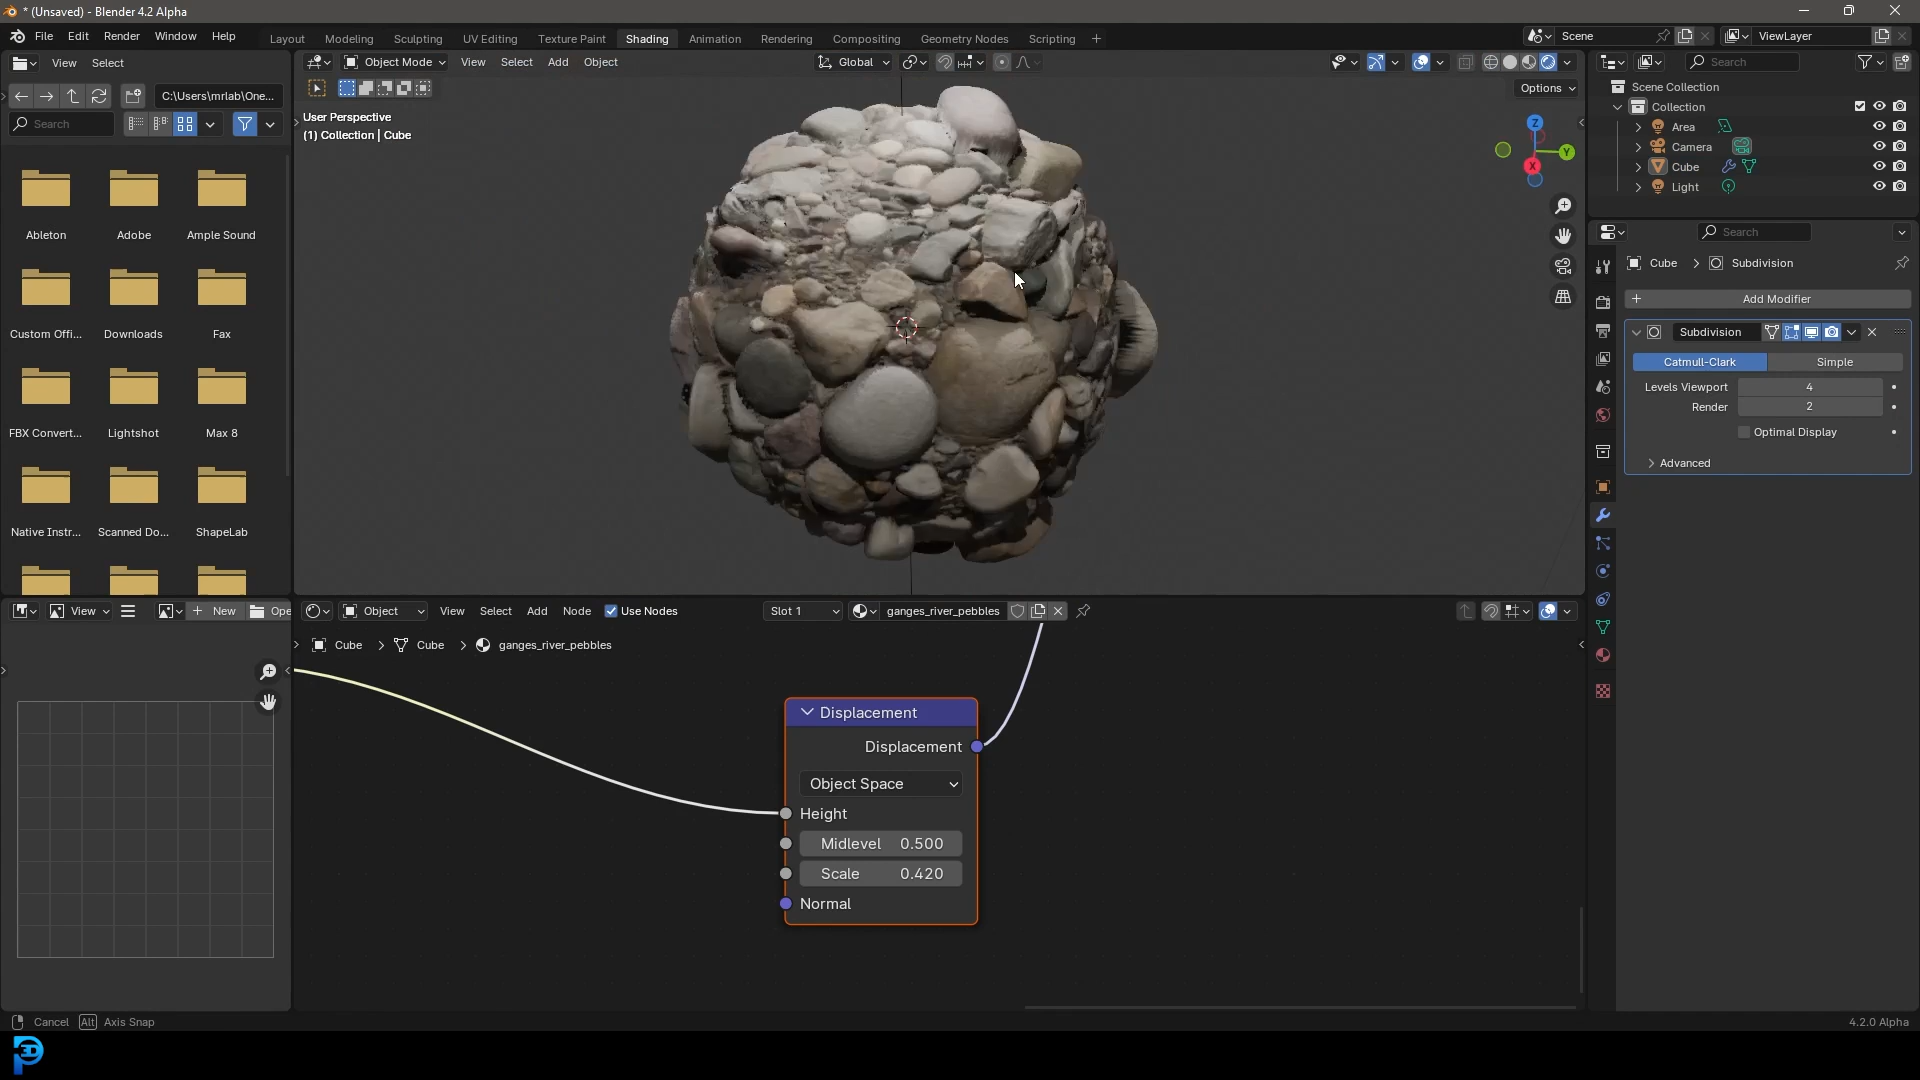 * (Unsaved) - Blender 4.2 Alpha
File Edit Render Window Help
Layout Modeling Sculpting UV Editing Texture Paint Shading Animation Rendering Compositing Geometry Nodes Scripting +
Scene
ViewLayer
View Select
Object Mode View Select Add Object
Global
Search
C:\Users\mrlab\One...
Options
Search
User Perspective
(1) Collection | Cube
Z
Y
X
Scene Collection
Collection
Area
Camera
Cube
Light
Ableton Adobe Ample Sound
Custom Offi... Downloads Fax
FBX Convert... Lightshot Max 8
Native Instr... Scanned Do... ShapeLab
Search
Cube > Subdivision
+ Add Modifier
Subdivision
Catmull-Clark Simple
Levels Viewport 4
Render 2
Optimal Display
> Advanced
View
+ New
Ope
Object View Select Add Node Use Nodes
Slot 1
ganges_river_pebbles
Cube > Cube > ganges_river_pebbles
Displacement
Displacement
Object Space
Height
Midlevel 0.500
Scale 0.420
Normal
Cancel Alt Axis Snap
4.2.0 Alpha